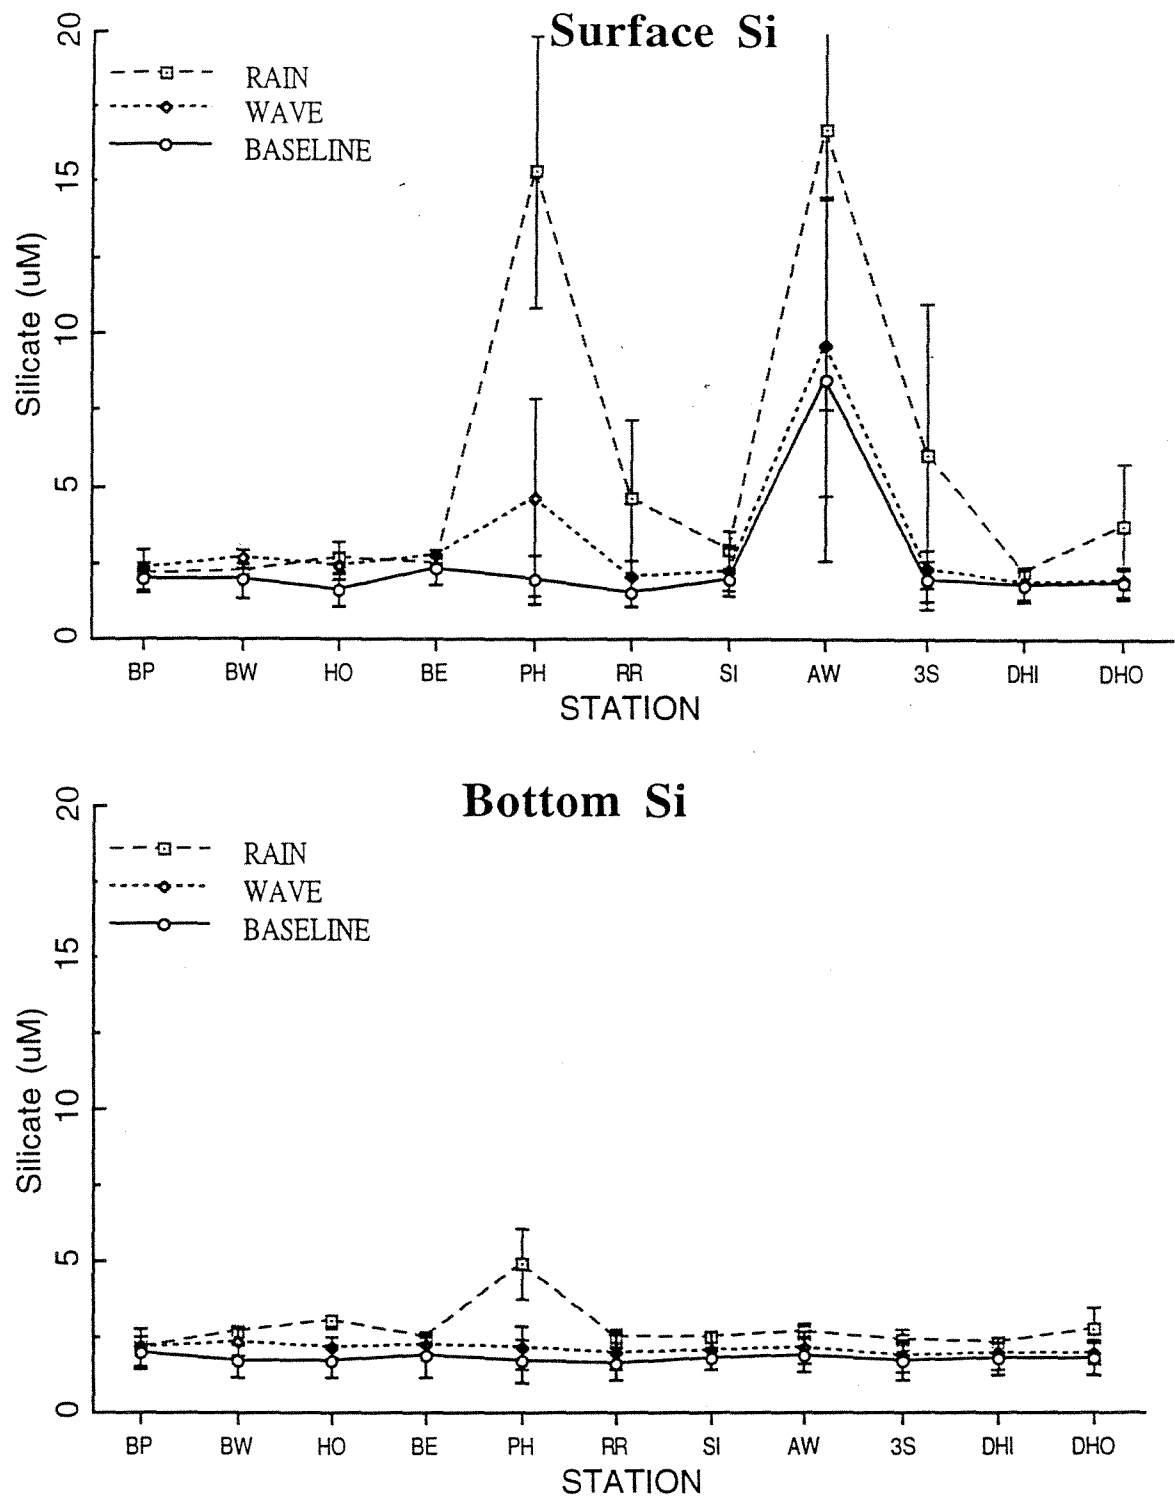 Surface Si
20
15
10
5
0
Silicate (uM)
RAIN
WAVE
BASELINE
BP BW HO BE PH RR SI AW 3S DHI DHO
STATION
Bottom Si
20
15
10
5
0
Silicate (uM)
RAIN
WAVE
BASELINE
BP BW HO BE PH RR SI AW 3S DHI DHO
STATION